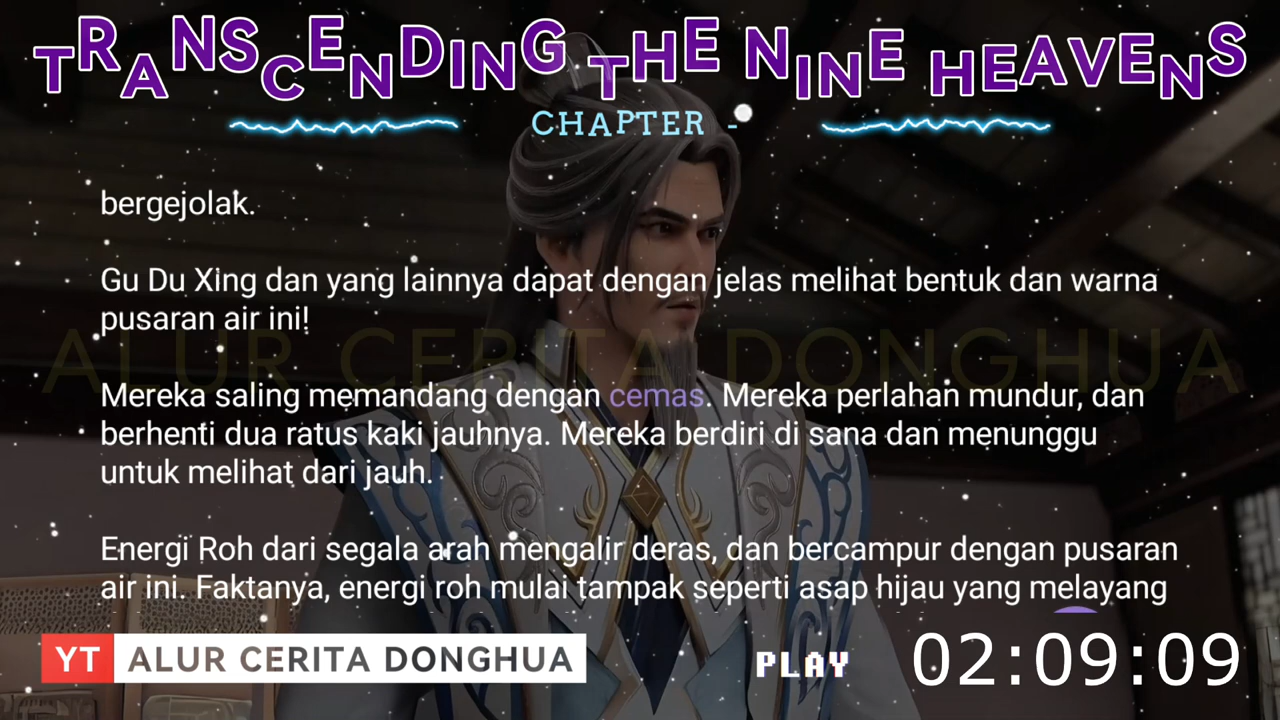 TRANSCENDING THE NINE HEAVENS
CHAPTER -
bergejolak.
Gu Du Xing dan yang lainnya dapat dengan jelas melihat bentuk dan warna
pusaran air ini!
ALUR CERITA DONGHUA
Mereka saling memandang dengan cemas. Mereka perlahan mundur, dan
berhenti dua ratus kaki jauhnya. Mereka berdiri di sana dan menunggu
untuk melihat dari jauh.
Energi Roh dari segala arah mengalir deras, dan bercampur dengan pusaran
air ini. Faktanya, energi roh mulai tampak seperti asap hijau yang melayang
YT ALUR CERITA DONGHUA
PLAY 02:09:09